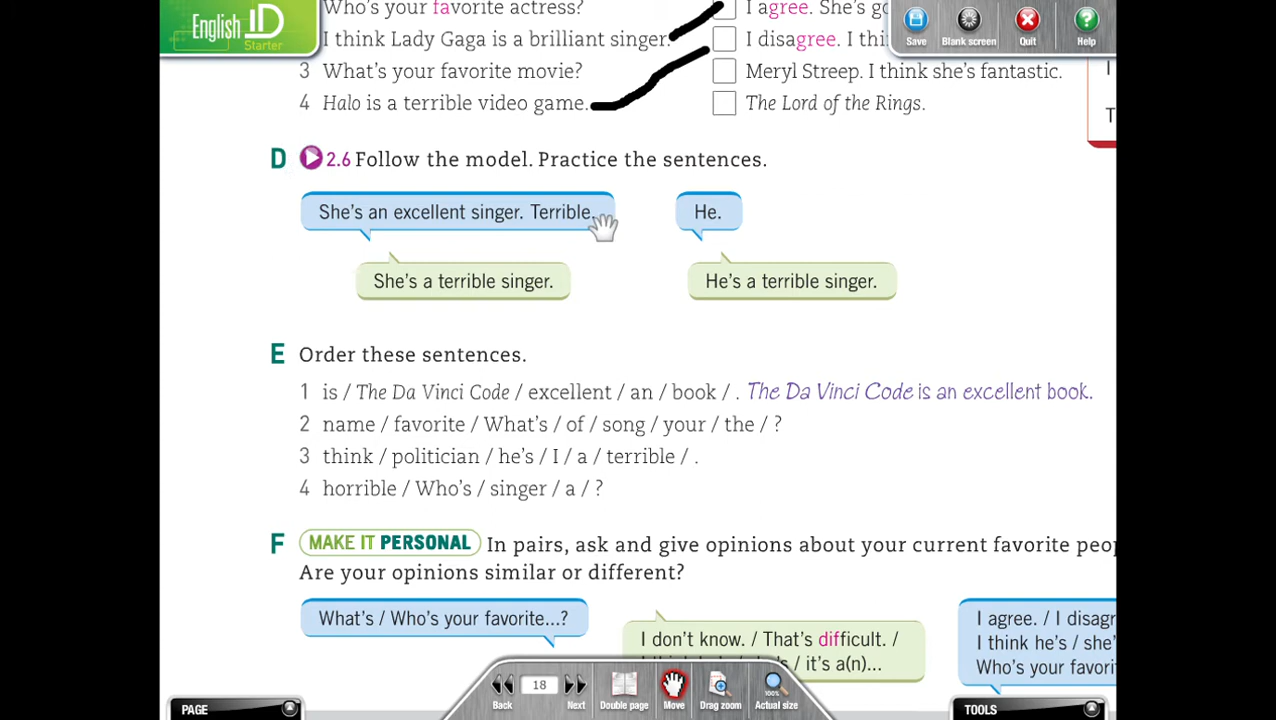 English ID Starter
Who's your favorite actress?
I agree. She's
Save
Blank screen
Quit
Help
I think Lady Gaga is a brilliant singer.
I disagree. I
3 What's your favorite movie?
Meryl Streep. I think she's fantastic.
I
4 Halo is a terrible video game.
The Lord of the Rings.
T
D 2.6 Follow the model. Practice the sentences.
She's an excellent singer. Terrible.
He.
She's a terrible singer.
He's a terrible singer.
E Order these sentences.
1 is / The Da Vinci Code / excellent / an / book / . The Da Vinci Code is an excellent book.
2 name / favorite / What's / of / song / your / the / ?
3 think / politician / he's / I / a / terrible / .
4 horrible / Who's / singer / a / ?
F MAKE IT PERSONAL In pairs, ask and give opinions about your current favorite
Are your opinions similar or different?
What's / Who's your favorite...?
I don't know. / That's difficult. /
/ it's a(n)...
I agree. /
I think he's /
Who's your
Back
18
Next
Double page
Move
Drag zoom
100%
Actual size
PAGE
TOOLS